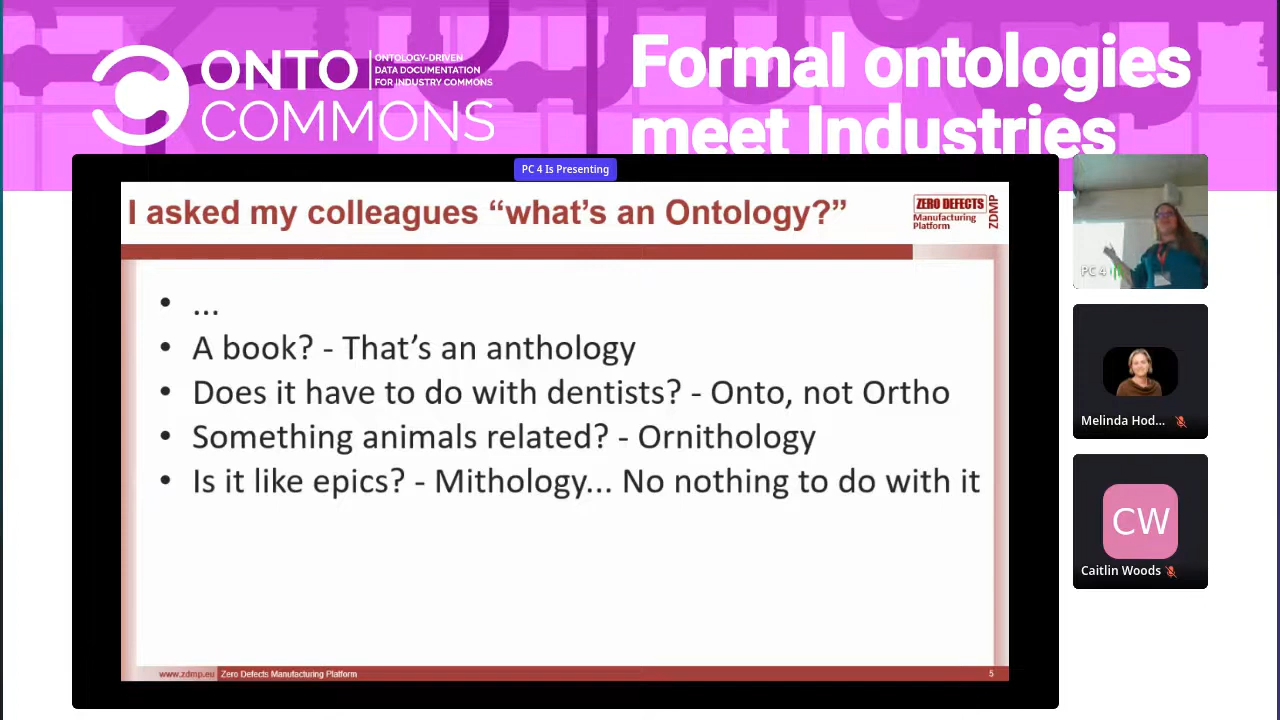 ONTO
COMMONS
ONTOLOGY-DRIVEN
DATA DOCUMENTATION
FOR INDUSTRY COMMONS
Formal ontologies
meet Industries
PC 4 Is Presenting
I asked my colleagues “what’s an Ontology?”
ZERO DEFECTS
Manufacturing
Platform
ZDMP
• ...
• A book? - That’s an anthology
• Does it have to do with dentists? - Onto, not Ortho
• Something animals related? - Ornithology
• Is it like epics? - Mithology... No nothing to do with it
www.zdmp.eu Zero Defects Manufacturing Platform
5
PC 4
Melinda Hod...
CW
Caitlin Woods